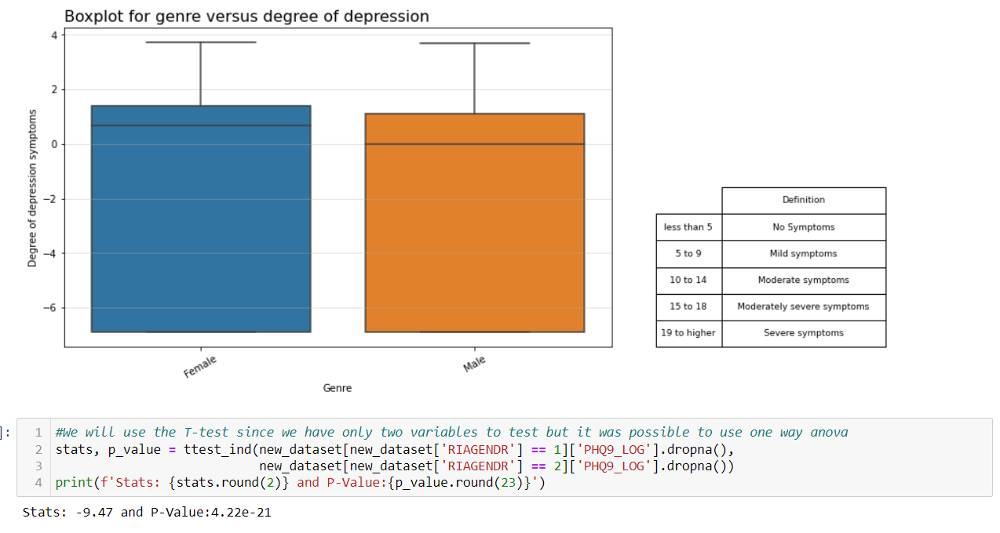 Boxplot for genre versus degree of depression
4
2
0
−2
−4
−6
Degree of depression symptoms
Female
Male
Genre
Definition
less than 5 No Symptoms
5 to 9 Mild symptoms
10 to 14 Moderate symptoms
15 to 18 Moderately severe symptoms
19 to higher Severe symptoms
]:
1 #We will use the T-test since we have only two variables to test but it was possible to use one way anova
2 stats, p_value = ttest_ind(new_dataset[new_dataset['RIAGENDR'] == 1]['PHQ9_LOG'].dropna(),
3 new_dataset[new_dataset['RIAGENDR'] == 2]['PHQ9_LOG'].dropna())
4 print(f'Stats: {stats.round(2)} and P-Value:{p_value.round(23)}')
Stats: -9.47 and P-Value:4.22e-21